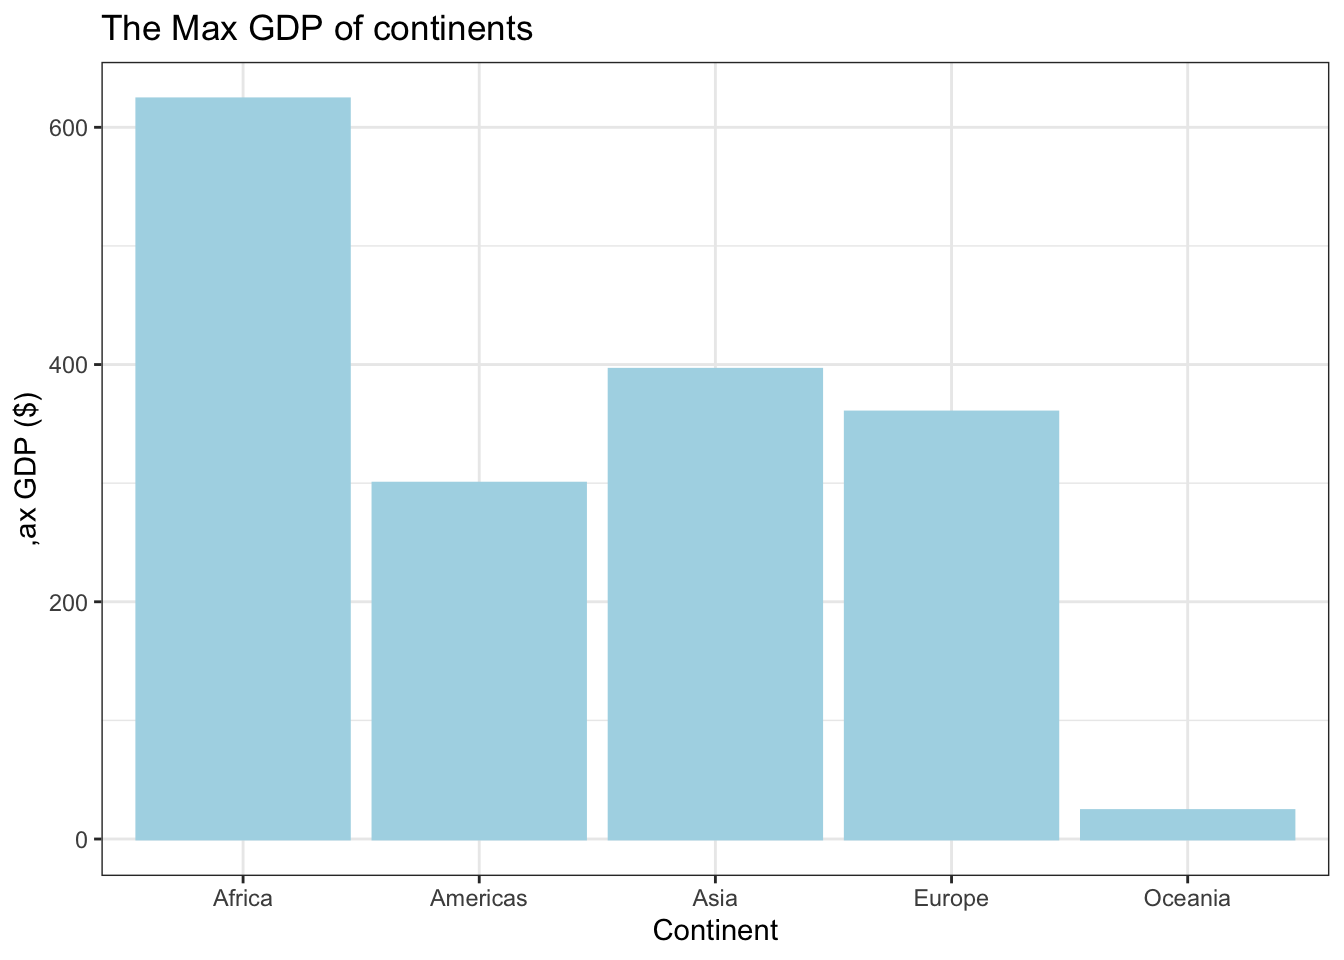 The Max GDP of continents
600
400
200
0
,ax GDP ($)
Africa Americas Asia Europe Oceania
Continent